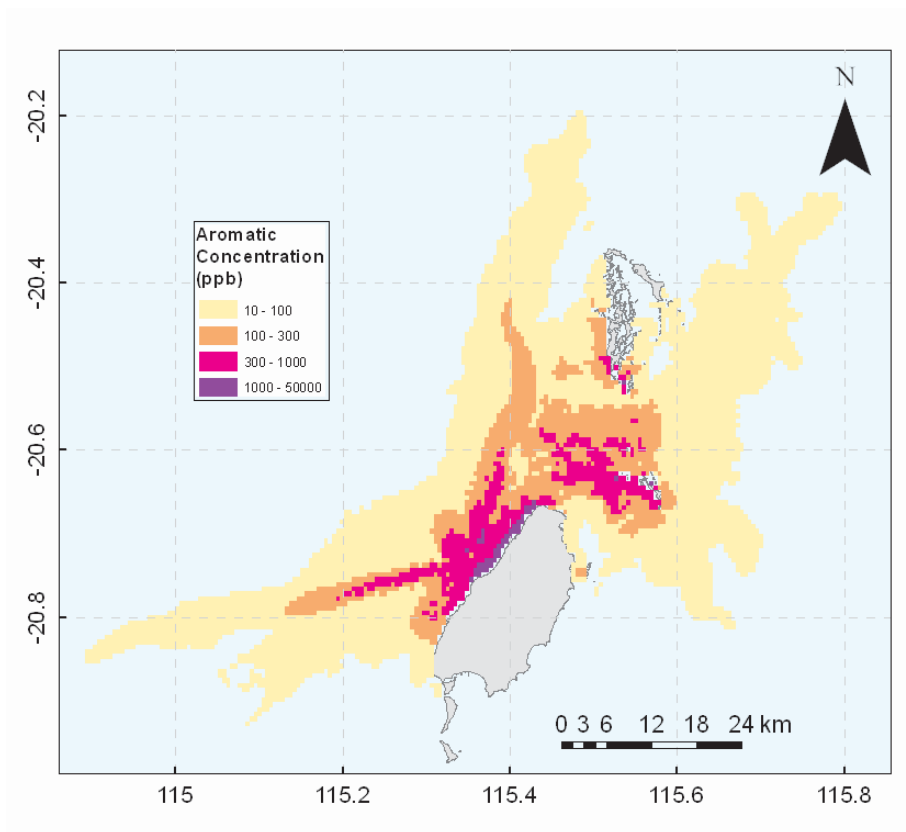 N
-20.2
-20.4
-20.6
-20.8
Aromatic
Concentration
(ppb)
10 - 100
100 - 300
300 - 1000
1000 - 50000
0 3 6 12 18 24 km
115 115.2 115.4 115.6 115.8